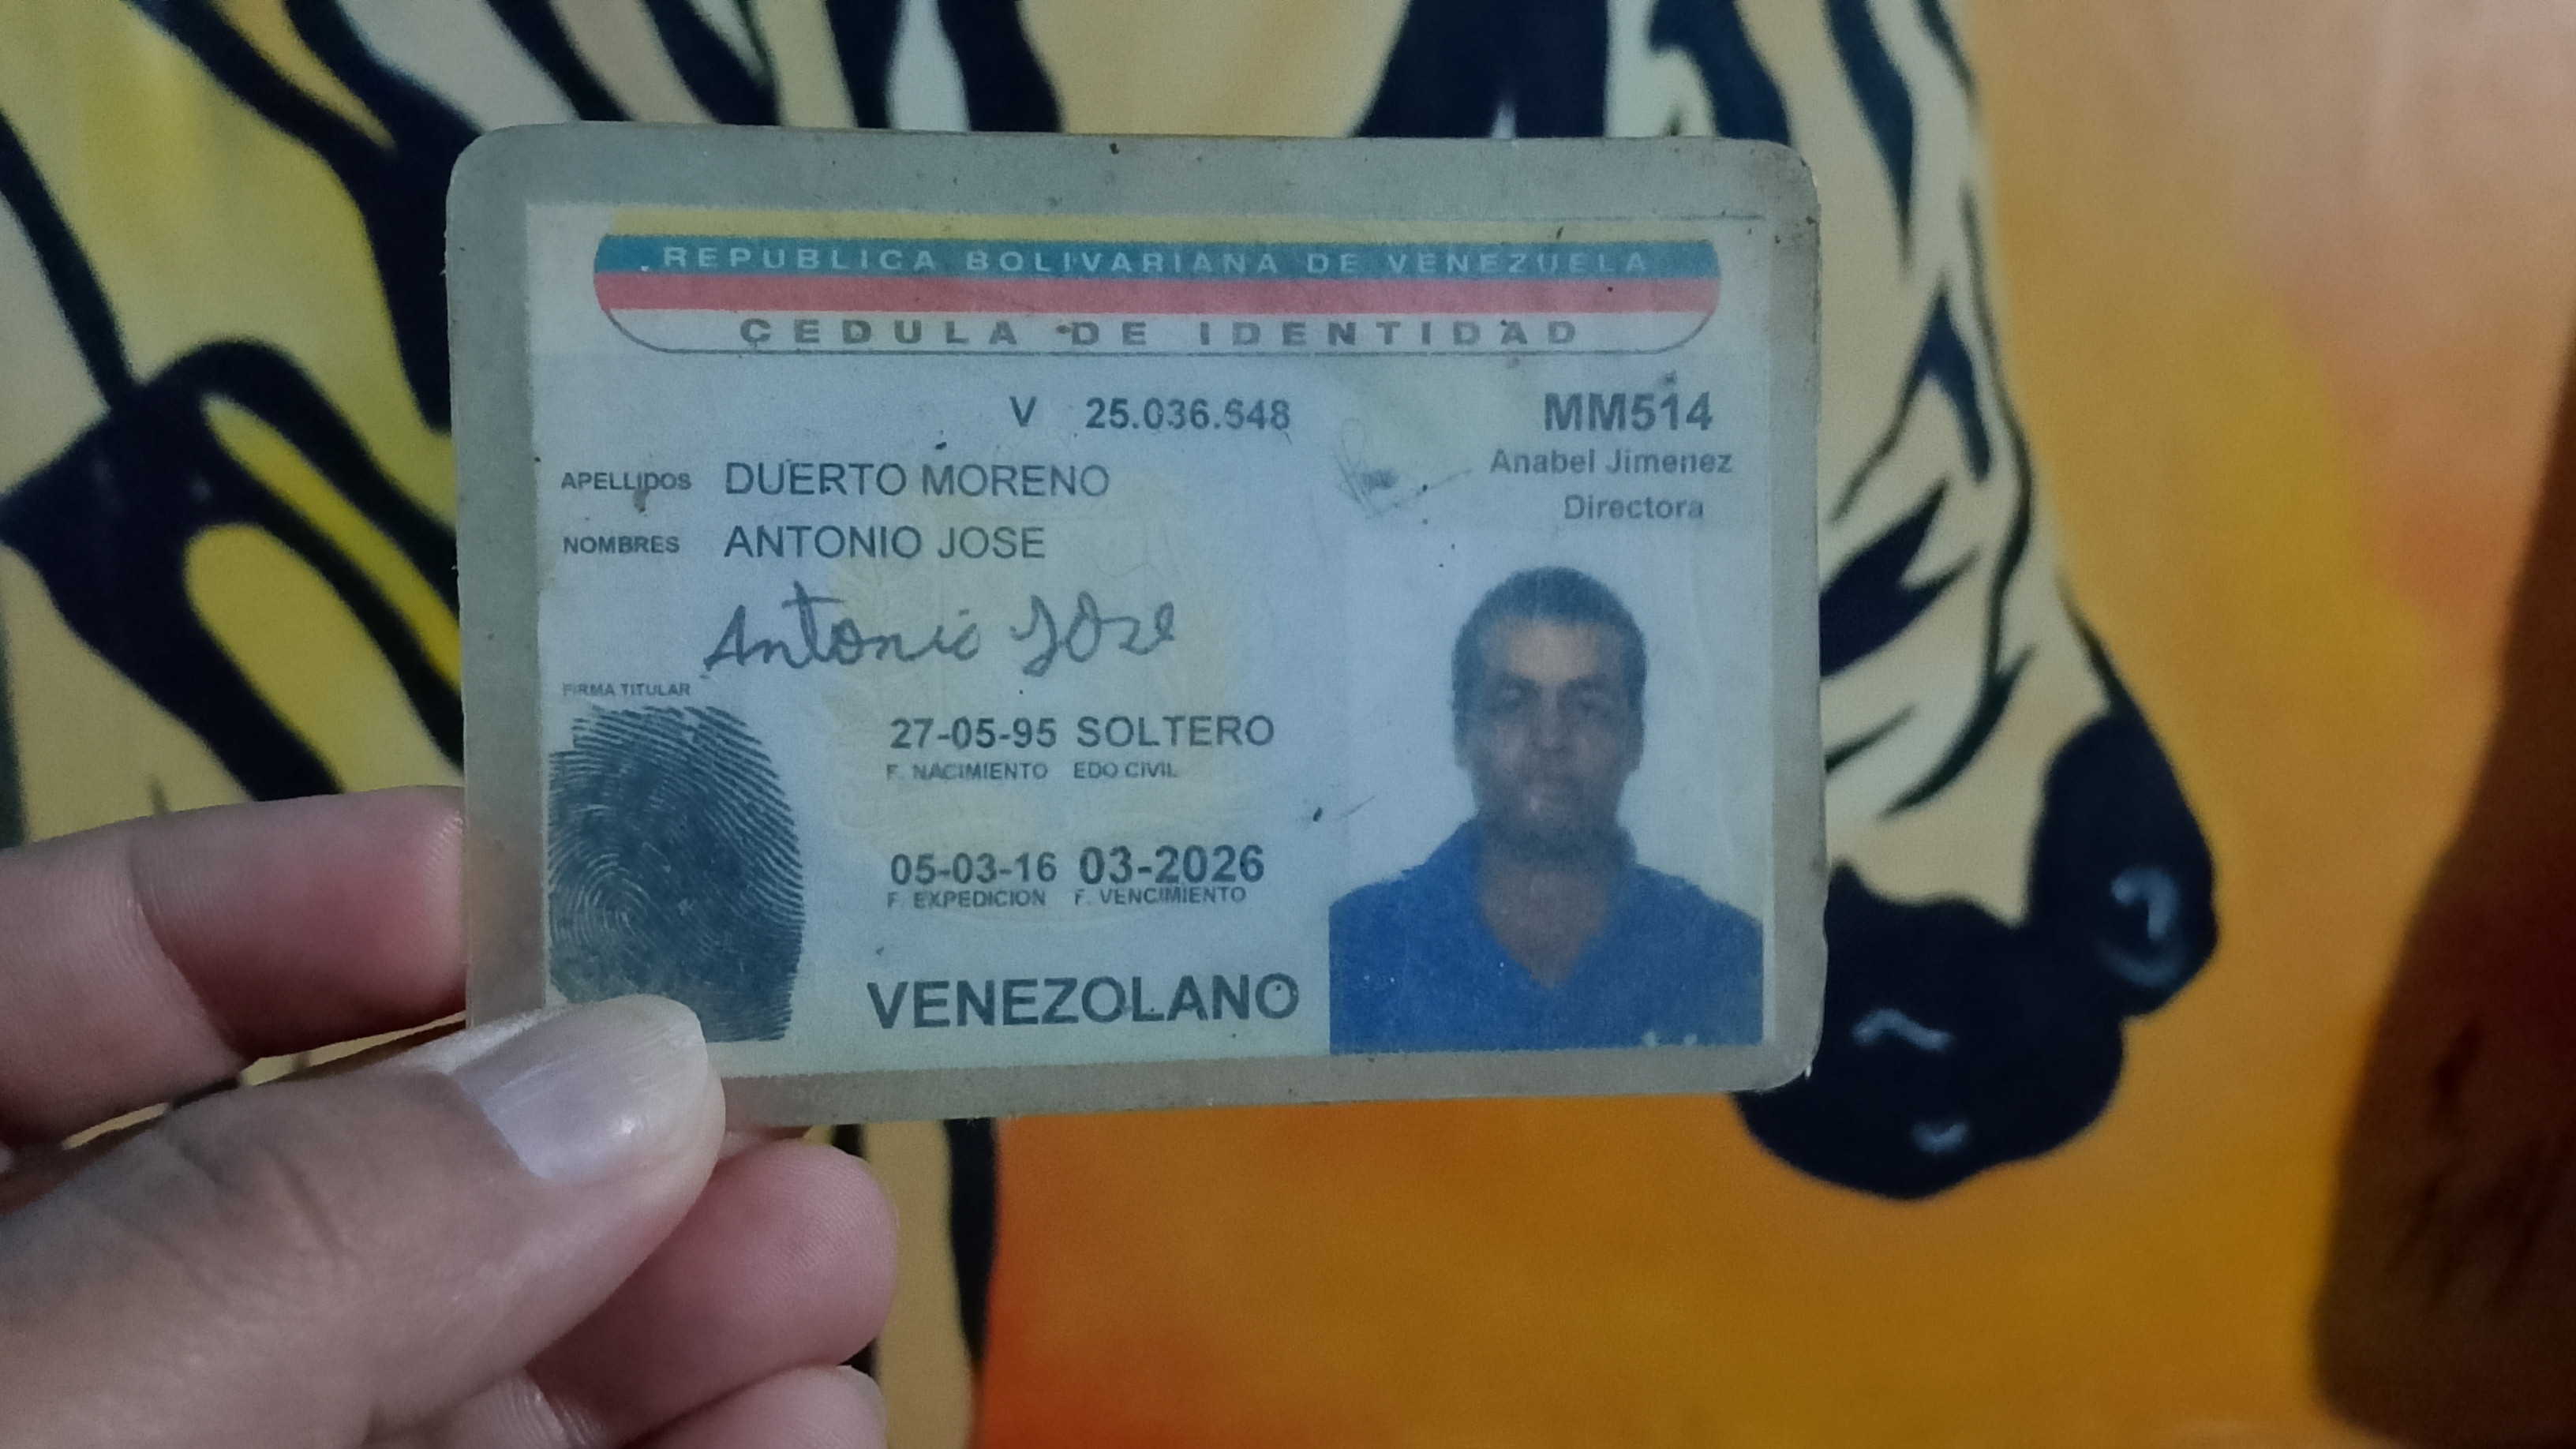 REPUBLICA BOLIVARIANA DE VENEZUELA
CEDULA DE IDENTIDAD
V 25.036.548
MM514
Anabel Jimenez
Directora
APELLIDOS DUERTO MORENO
NOMBRES ANTONIO JOSE
Antonio JOse
FIRMA TITULAR
27-05-95 SOLTERO
F. NACIMIENTO EDO CIVIL
05-03-16 03-2026
F. EXPEDICION F. VENCIMIENTO
VENEZOLANO